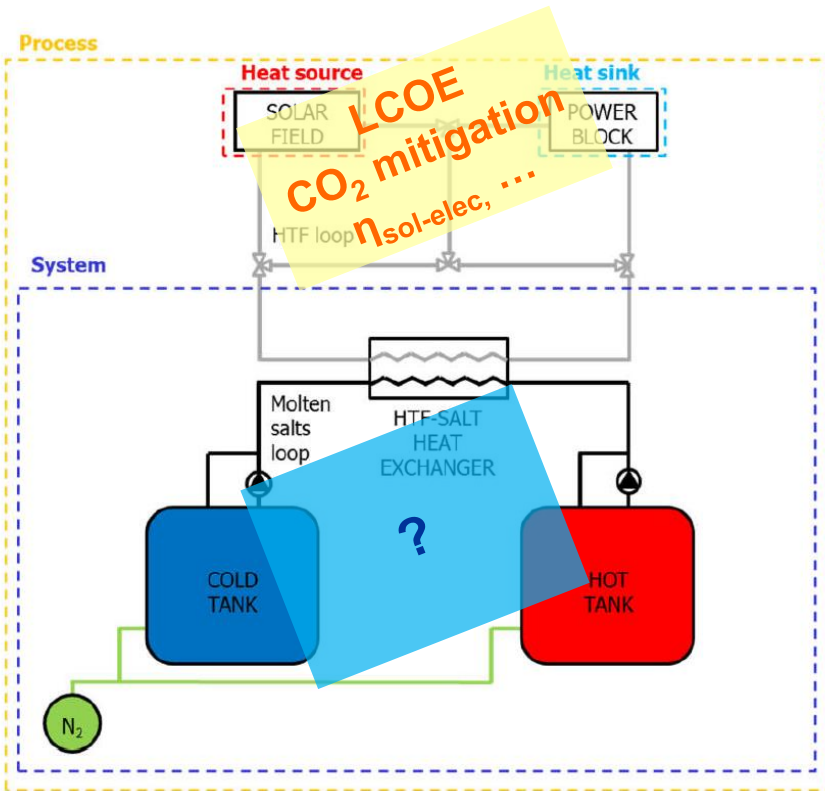 Process
Heat source
Heat sink
SOLAR
FIELD
POWER
BLOCK
LCOE
CO₂ mitigation
ηsol-elec, ...
HTF loop
System
Molten
salts
loop
HTF-SALT
HEAT
EXCHANGER
?
COLD
TANK
HOT
TANK
N₂